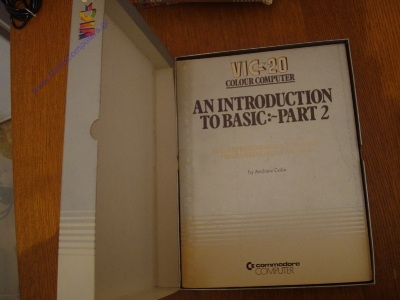 VIC-20
COLOUR COMPUTER
AN INTRODUCTION
TO BASIC:~PART 2
by Andrew Colin
commodore
COMPUTER